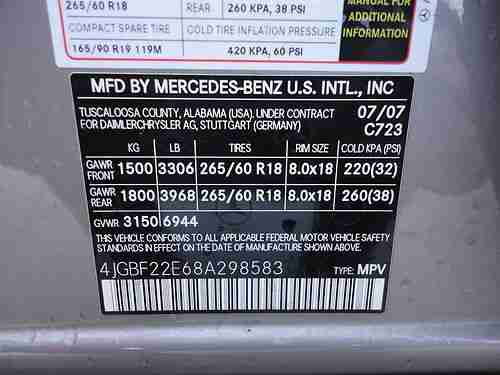 265/60 R18 REAR 260 KPA, 38 PSI
COMPACT SPARE TIRE COLD TIRE INFLATION PRESSURE
165/90 R19 119M 420 KPA, 60 PSI
MANUAL FOR
ADDITIONAL
INFORMATION
MFD BY MERCEDES-BENZ U.S. INTL., INC
TUSCALOOSA COUNTY, ALABAMA (USA). UNDER CONTRACT
FOR DAIMLERCHRYSLER AG, STUTTGART (GERMANY)
07/07
C723
KG LB TIRES RIM SIZE COLD KPA (PSI)
GAWR
FRONT 1500 3306 265/60 R18 8.0x18 220(32)
GAWR
REAR 1800 3968 265/60 R18 8.0x18 260(38)
GVWR 3150 6944
THIS VEHICLE CONFORMS TO ALL APPLICABLE FEDERAL MOTOR VEHICLE SAFETY
STANDARDS IN EFFECT ON THE DATE OF MANUFACTURE SHOWN ABOVE.
4JGBF22E68A298583 TYPE: MPV